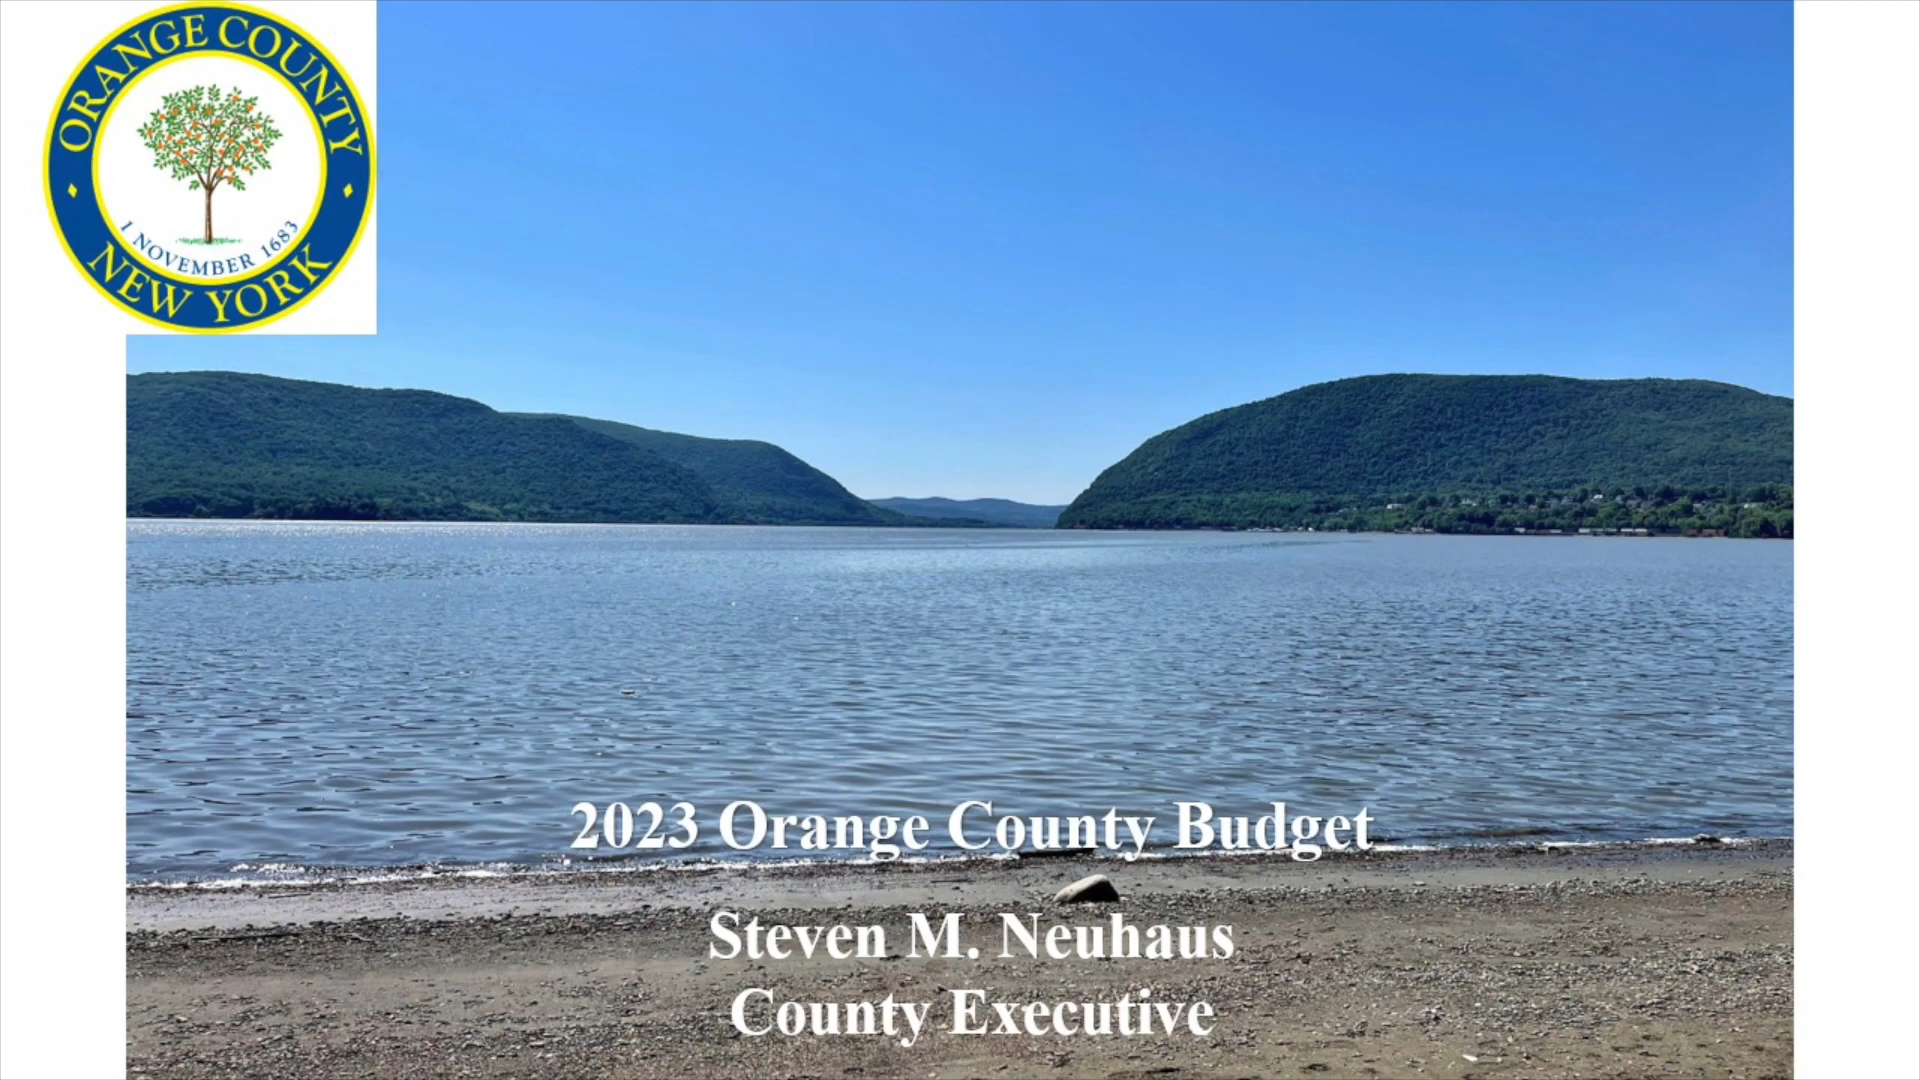 ORANGE COUNTY
1 NOVEMBER 1683
NEW YORK
2023 Orange County Budget
Steven M. Neuhaus
County Executive